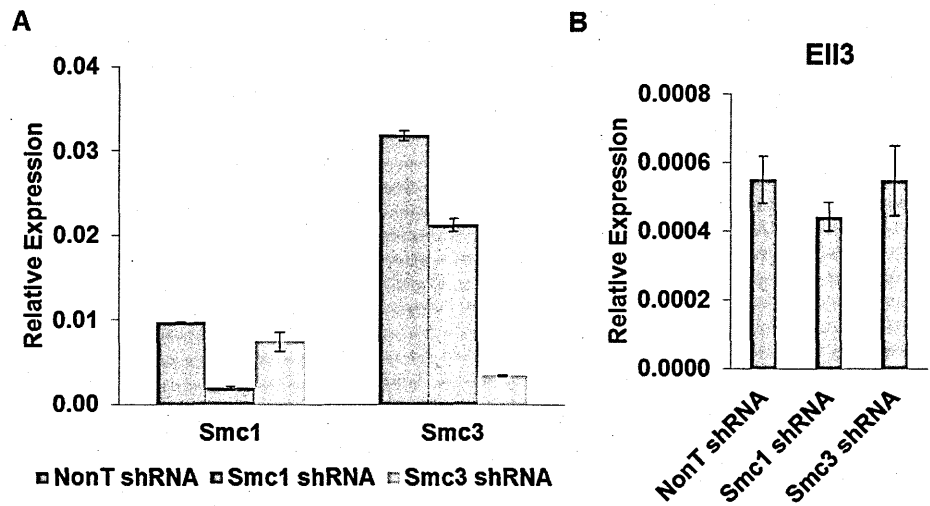 A
Relative Expression
0.04
0.03
0.02
0.01
0.00
Smc1 Smc3
NonT shRNA Smc1 shRNA Smc3 shRNA
B
Ell3
Relative Expression
0.0008
0.0006
0.0004
0.0002
0.0000
NonT shRNA
Smc1 shRNA
Smc3 shRNA